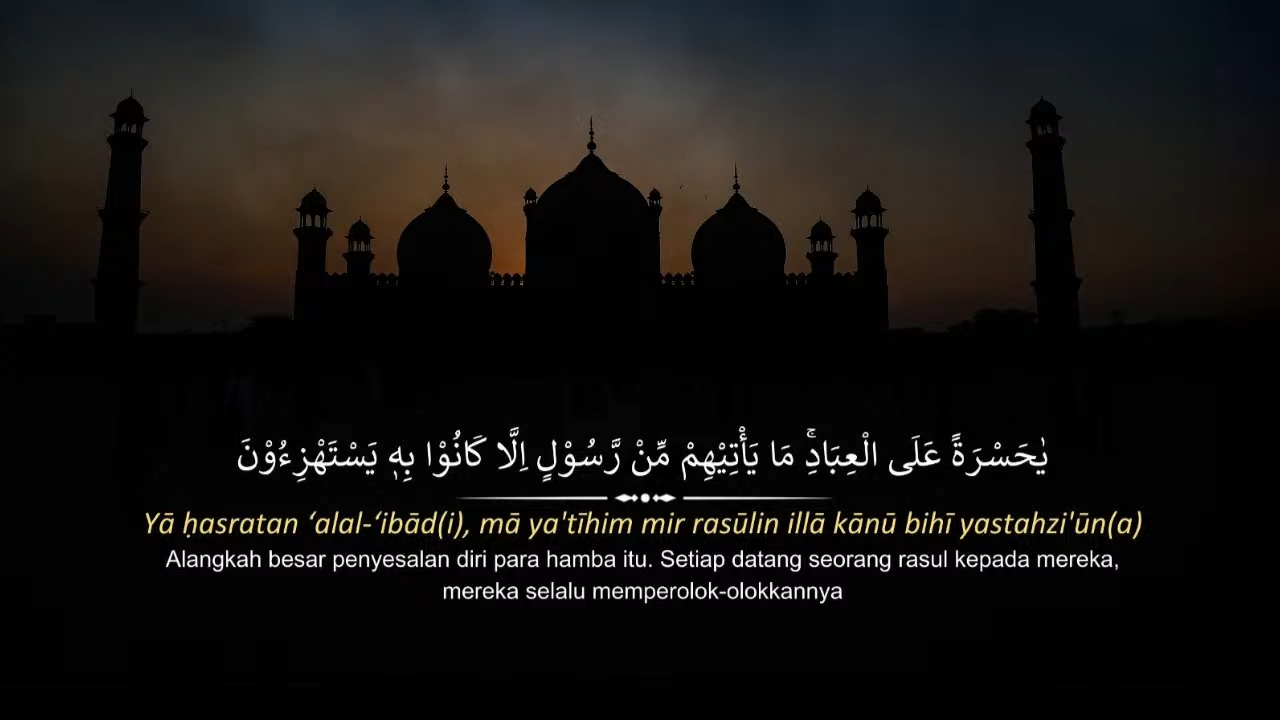 يٰحَسْرَةً عَلَى الْعِبَادِۚ مَا يَأْتِيْهِمْ مِّنْ رَّسُوْلٍ اِلَّا كَانُوْا بِهٖ يَسْتَهْزِءُوْنَ
Yā ḥasratan ‘alal-‘ibād(i), mā ya'tīhim mir rasūlin illā kānū bihī yastahzi'ūn(a)
Alangkah besar penyesalan diri para hamba itu. Setiap datang seorang rasul kepada mereka,
mereka selalu memperolok-olokkannya